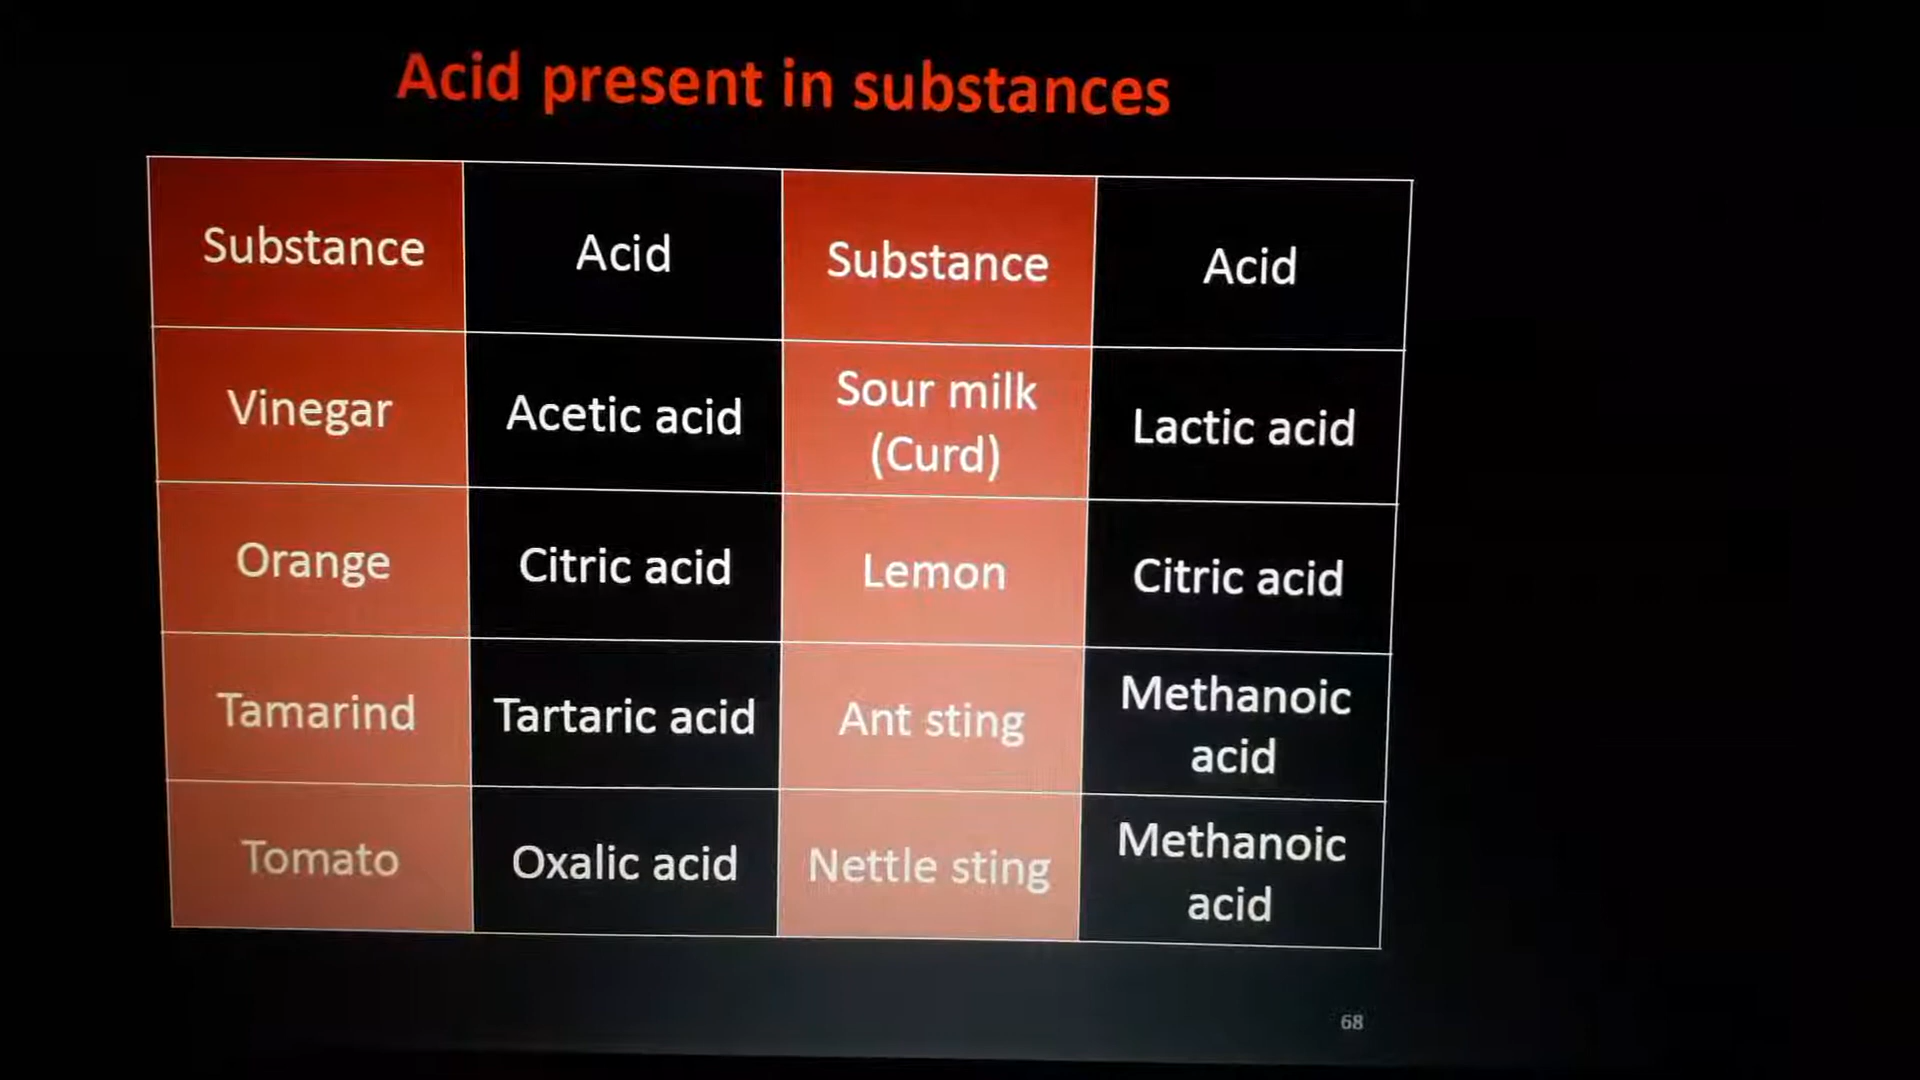 Acid present in substances
Substance Acid Substance Acid
Vinegar Acetic acid Sour milk (Curd) Lactic acid
Orange Citric acid Lemon Citric acid
Tamarind Tartaric acid Ant sting Methanoic acid
Tomato Oxalic acid Nettle sting Methanoic acid
68